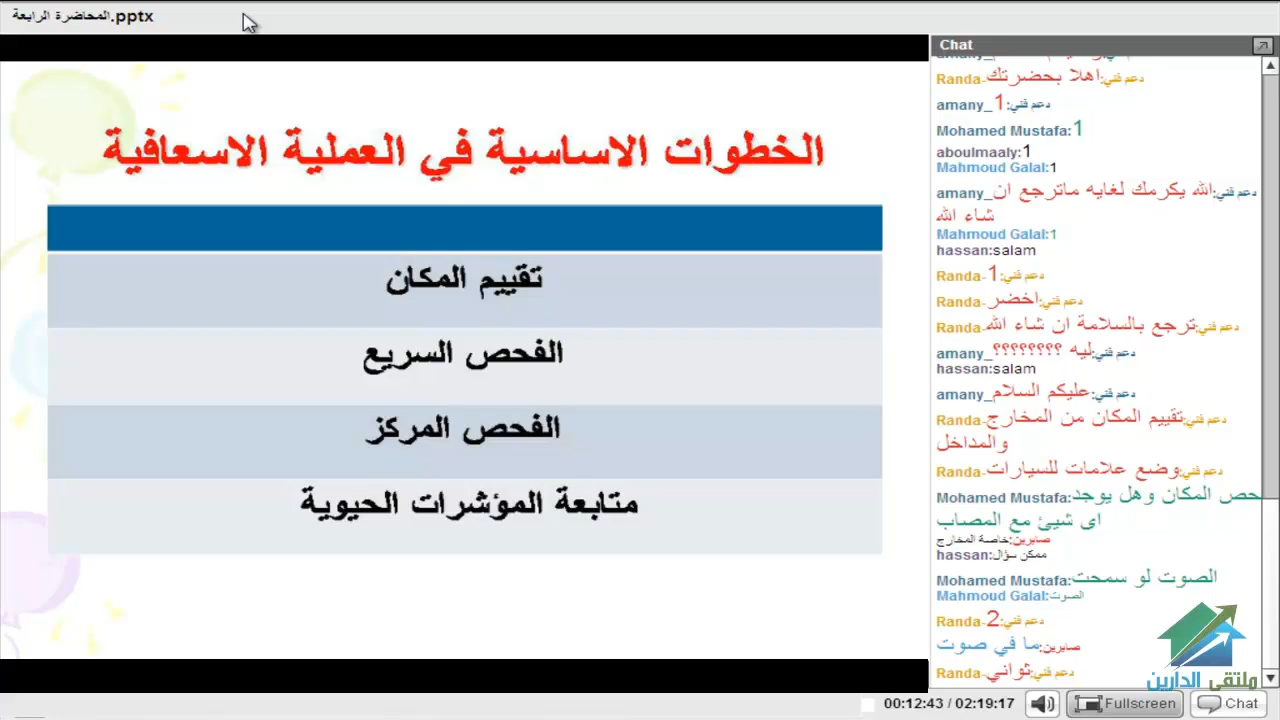 المحاضرة الرابعة.pptx
الخطوات الاساسية في العملية الاسعافية
تقييم المكان
الفحص السريع
الفحص المركز
متابعة المؤشرات الحيوية
Chat
Randa-دعم فني:اهلا بحضرتك
amany_دعم فني:1
Mohamed Mustafa:1
aboulmaaly:1
Mahmoud Galal:1
amany_دعم فني:الله يكرمك لغايه ماترجع ان
شاء الله
Mahmoud Galal:1
hassan:salam
Randa-دعم فني:1
Randa-دعم فني:اخضر
Randa-دعم فني:ترجع بالسلامة ان شاء الله
amany_دعم فني:ليه ؟؟؟؟؟؟؟؟
hassan:salam
amany_دعم فني:عليكم السلام
Randa-دعم فني:تقييم المكان من المخارج
والمداخل
Randa-دعم فني:وضع علامات للسيارات
Mohamed Mustafa:حص المكان وهل يوجد
اى شيئ مع المصاب
صابرين:خاصة المخارج
hassan:ممكن سؤال
Mohamed Mustafa:الصوت لو سمحت
Mahmoud Galal:الصوت
Randa-دعم فني:2
صابرين:ما في صوت
Randa-دعم فني:ثواني
ملتقى الدارين
00:12:43 / 02:19:17
Fullscreen
Chat